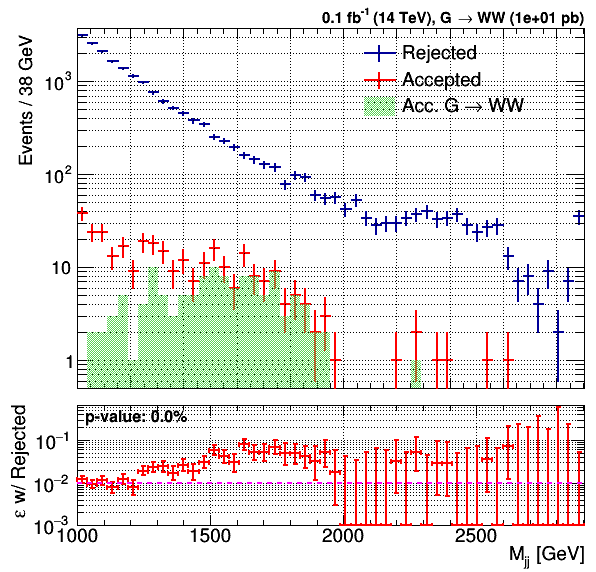 0.1 fb⁻¹ (14 TeV), G → WW (1e+01 pb)
Events / 38 GeV
Rejected
Accepted
Acc. G → WW
10³
10²
10
1
p-value: 0.0%
ε w/ Rejected
10⁻¹
10⁻²
10⁻³
1000 1500 2000 2500
M_jj [GeV]